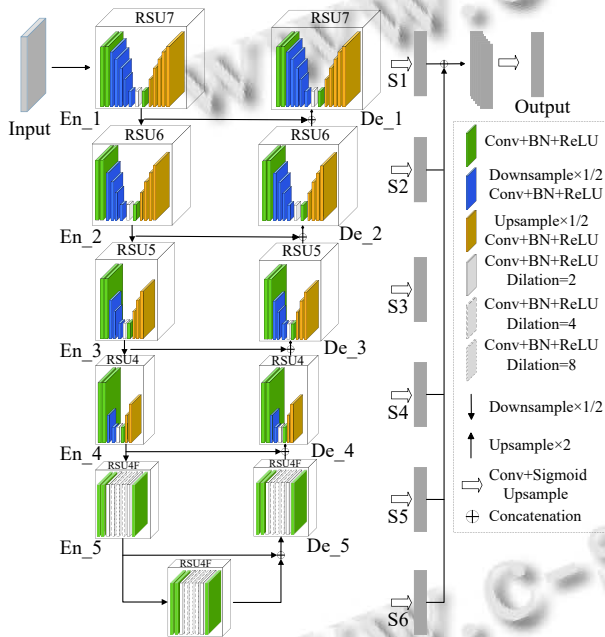 RSU7
RSU7
Input
En_1
De_1
S1
Output
RSU6
RSU6
En_2
De_2
S2
RSU5
RSU5
En_3
De_3
S3
RSU4
RSU4
En_4
De_4
S4
RSU4F
RSU4F
En_5
De_5
S5
RSU4F
S6
Conv+BN+ReLU
Downsample×1/2
Conv+BN+ReLU
Upsample×1/2
Conv+BN+ReLU
Conv+BN+ReLU
Dilation=2
Conv+BN+ReLU
Dilation=4
Conv+BN+ReLU
Dilation=8
Downsample×1/2
Upsample×2
Conv+Sigmoid
Upsample
Concatenation